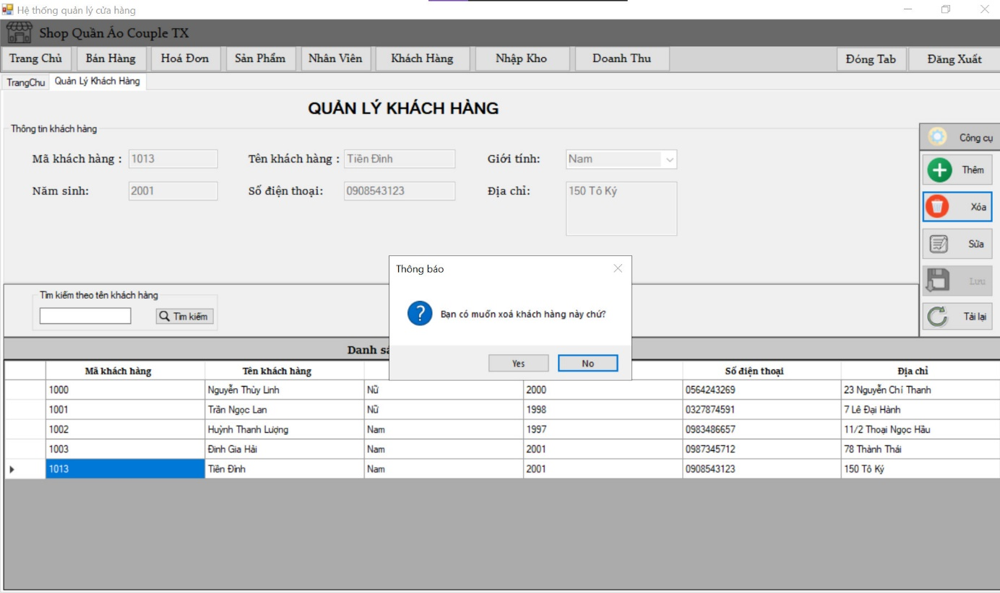 Hệ thống quản lý cửa hàng
Shop Quần Áo Couple TX
Trang Chủ Bán Hàng Hoá Đơn Sản Phẩm Nhân Viên Khách Hàng Nhập Kho Doanh Thu Đóng Tab Đăng Xuất
TrangChu Quản Lý Khách Hàng
QUẢN LÝ KHÁCH HÀNG
Thông tin khách hàng
Công cụ
Mã khách hàng : 1013 Tên khách hàng : Tiền Đình Giới tính: Nam
Thêm
Năm sinh: 2001 Số điện thoại: 0908543123 Địa chỉ: 150 Tô Ký
Xóa
Sửa
Thông báo
Lưu
Tìm kiếm theo tên khách hàng
Tìm kiếm
Bạn có muốn xoá khách hàng này chứ?
Tải lại
Danh sá
Yes No
Mã khách hàng Tên khách hàng Số điện thoại Địa chỉ
1000 Nguyễn Thùy Linh Nữ 2000 0564243269 23 Nguyễn Chí Thanh
1001 Trần Ngọc Lan Nữ 1998 0327874591 7 Lê Đại Hành
1002 Huỳnh Thanh Lượng Nam 1997 0983486657 11/2 Thoại Ngọc Hầu
1003 Đinh Gia Hải Nam 2001 0987345712 78 Thành Thái
1013 Tiền Đình Nam 2001 0908543123 150 Tô Ký